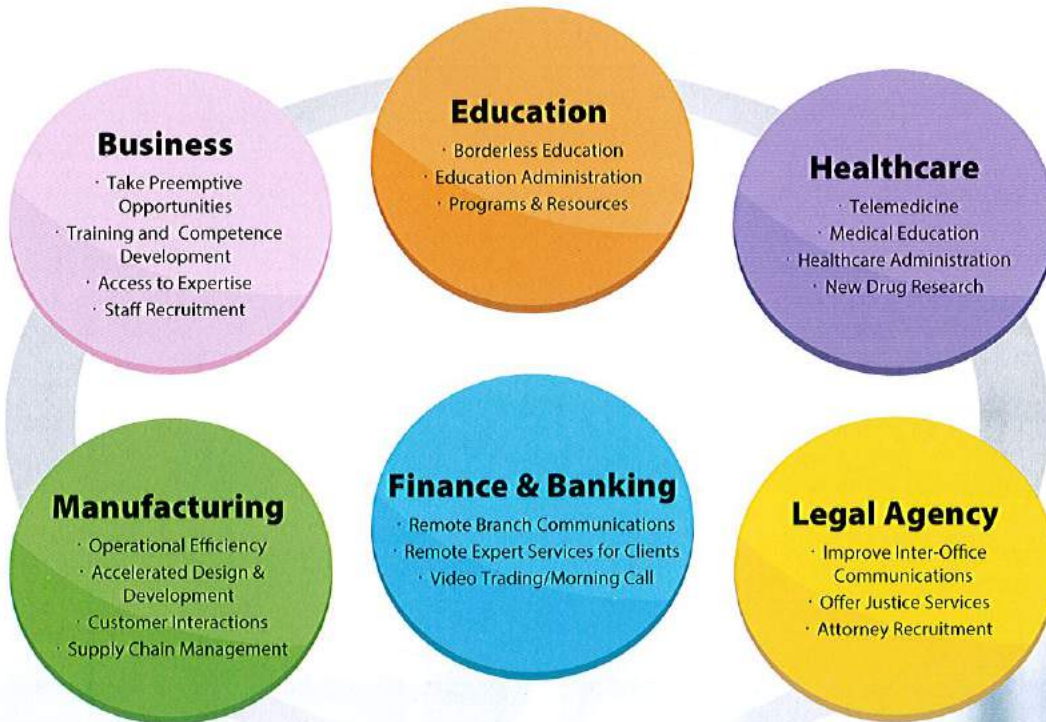 Business
· Take Preemptive
Opportunities
· Training and Competence
Development
· Access to Expertise
· Staff Recruitment
Education
· Borderless Education
· Education Administration
· Programs & Resources
Healthcare
· Telemedicine
· Medical Education
· Healthcare Administration
· New Drug Research
Manufacturing
· Operational Efficiency
· Accelerated Design &
Development
· Customer Interactions
· Supply Chain Management
Finance & Banking
· Remote Branch Communications
· Remote Expert Services for Clients
· Video Trading/Morning Call
Legal Agency
· Improve Inter-Office
Communications
· Offer Justice Services
· Attorney Recruitment